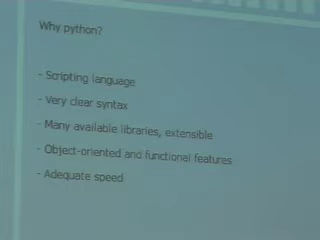 Why python?
- Scripting language
- Very clear syntax
- Many available libraries, extensible
- Object-oriented and functional features
- Adequate speed